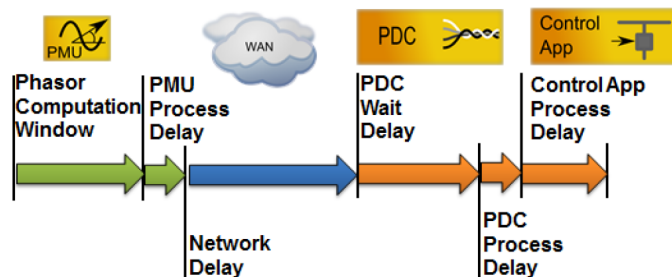 PMU
WAN
PDC
Control
App
Phasor
Computation
Window
PMU
Process
Delay
PDC
Wait
Delay
Control App
Process
Delay
Network
Delay
PDC
Process
Delay